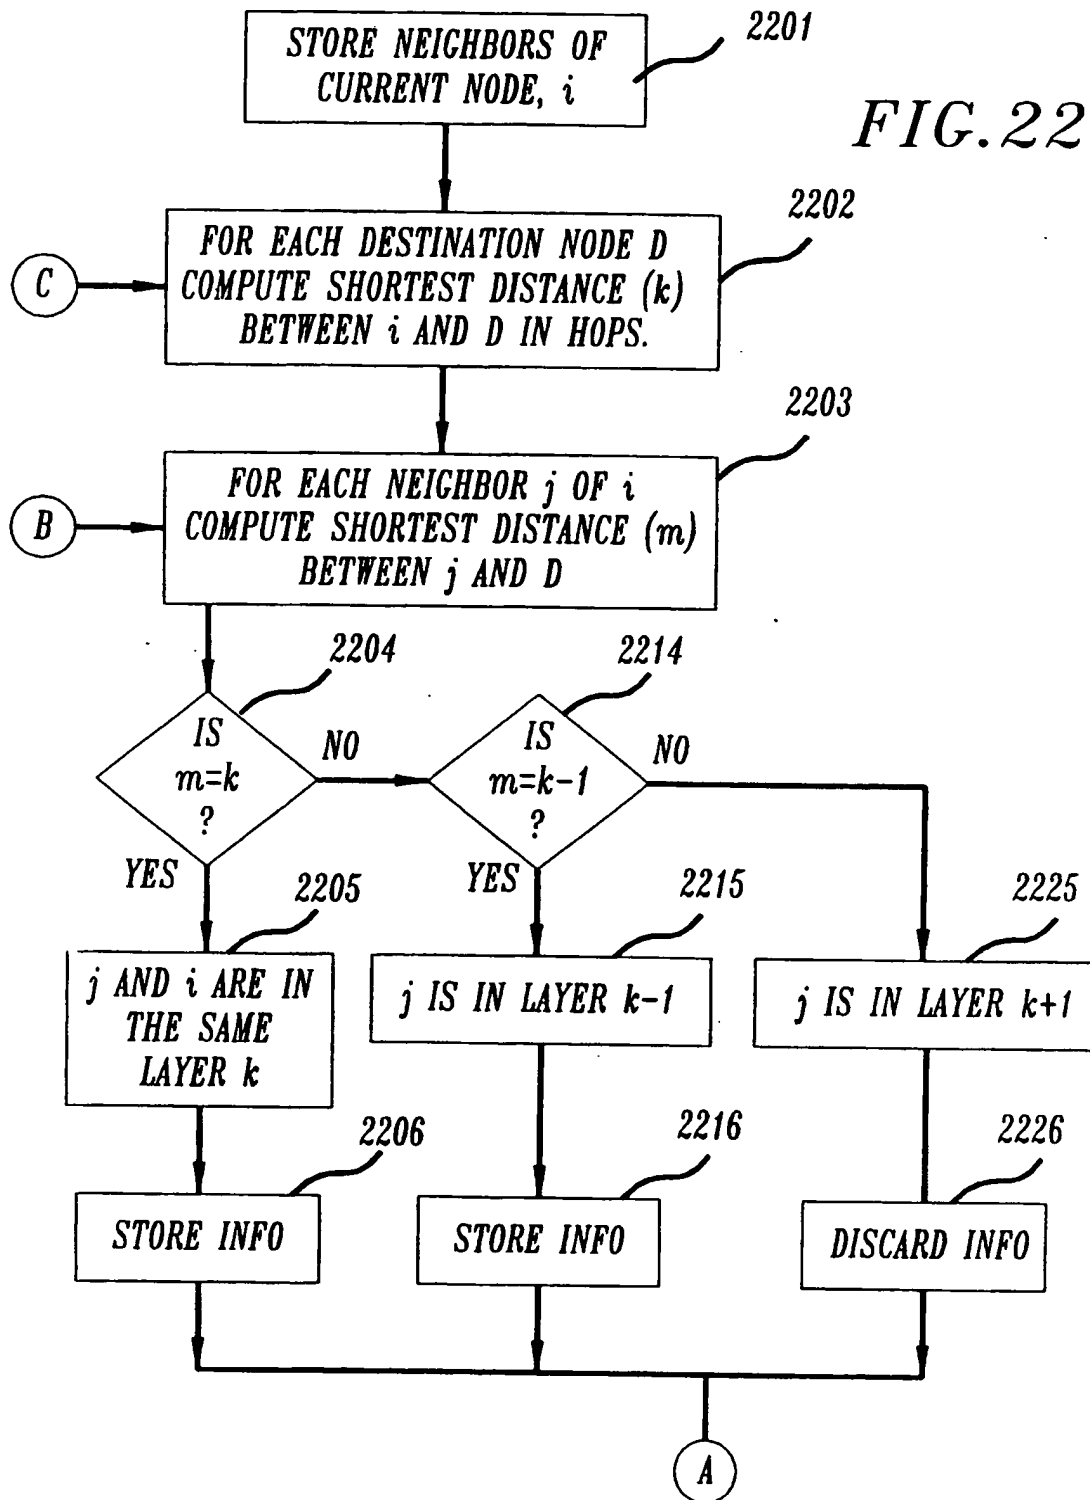 2201
STORE NEIGHBORS OF
CURRENT NODE, i
FIG.22
2202
FOR EACH DESTINATION NODE D
COMPUTE SHORTEST DISTANCE (k)
BETWEEN i AND D IN HOPS.
C
2203
FOR EACH NEIGHBOR j OF i
COMPUTE SHORTEST DISTANCE (m)
BETWEEN j AND D
B
2204
IS
m=k
?
NO
YES
2214
IS
m=k-1
?
NO
YES
2205
j AND i ARE IN
THE SAME
LAYER k
2215
j IS IN LAYER k-1
2225
j IS IN LAYER k+1
2206
STORE INFO
2216
STORE INFO
2226
DISCARD INFO
A